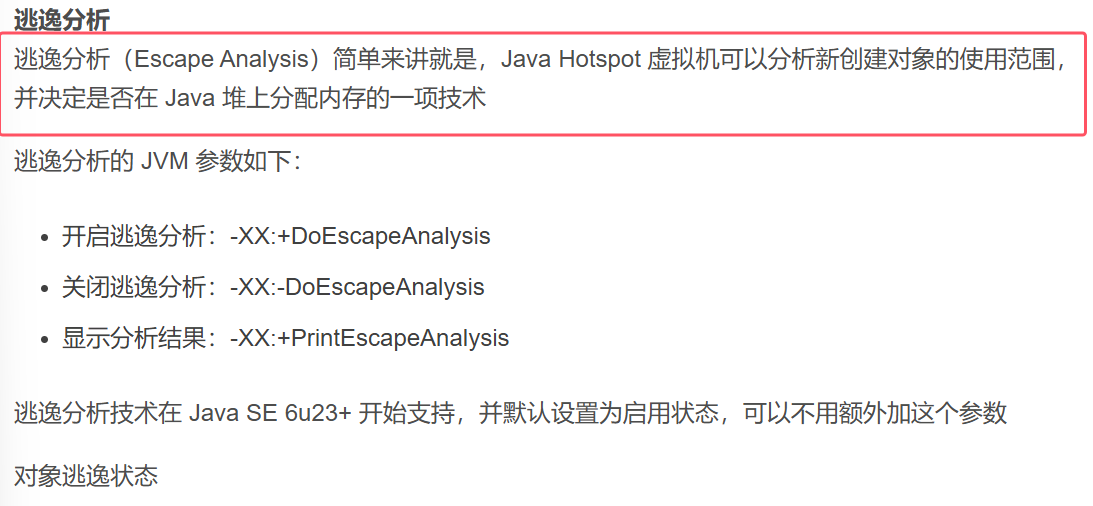 逃逸分析
逃逸分析（Escape Analysis）简单来讲就是，Java Hotspot 虚拟机可以分析新创建对象的使用范围，
并决定是否在 Java 堆上分配内存的一项技术
逃逸分析的 JVM 参数如下：
• 开启逃逸分析：-XX:+DoEscapeAnalysis
• 关闭逃逸分析：-XX:-DoEscapeAnalysis
• 显示分析结果：-XX:+PrintEscapeAnalysis
逃逸分析技术在 Java SE 6u23+ 开始支持，并默认设置为启用状态，可以不用额外加这个参数
对象逃逸状态